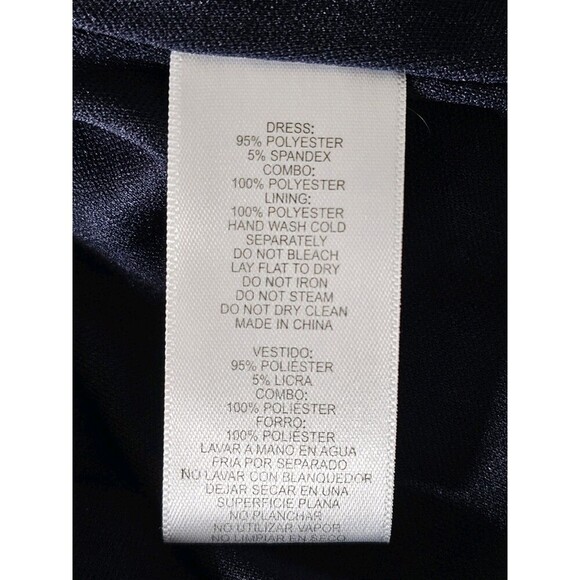 DRESS:
95% POLYESTER
5% SPANDEX
COMBO:
100% POLYESTER
LINING:
100% POLYESTER
HAND WASH COLD
SEPARATELY
DO NOT BLEACH
LAY FLAT TO DRY
DO NOT IRON
DO NOT STEAM
DO NOT DRY CLEAN
MADE IN CHINA
VESTIDO:
95% POLIÉSTER
5% LICRA
COMBO:
100% POLIÉSTER
FORRO:
100% POLIÉSTER
LAVAR A MANO EN AGUA
FRIA POR SEPARADO
NO LAVAR CON BLANQUEDOR
DEJAR SECAR EN UNA
SUPERFICIE PLANA
NO PLANCHAR
NO UTILIZAR VAPOR
NO LIMPIAR EN SECO